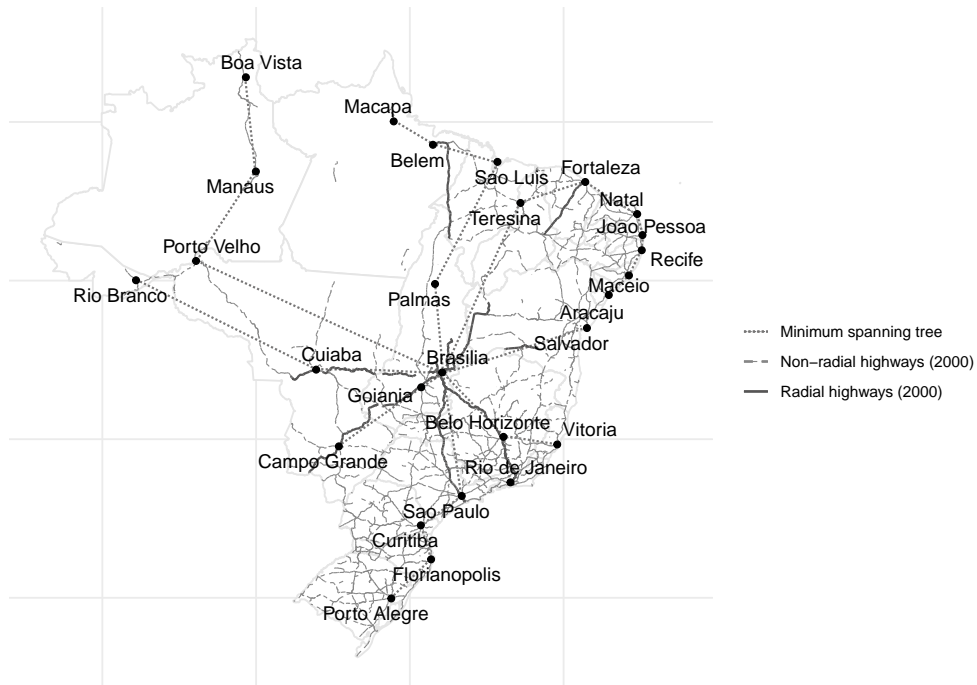 Boa Vista
Macapa
Belem
Manaus
Sao Luis
Fortaleza
Teresina
Natal
Joao Pessoa
Recife
Porto Velho
Rio Branco
Palmas
Maceio
Aracaju
Salvador
Cuiaba
Brasilia
Goiania
Belo Horizonte
Vitoria
Campo Grande
Rio de Janeiro
Sao Paulo
Curitiba
Florianopolis
Porto Alegre
Minimum spanning tree
Non−radial highways (2000)
Radial highways (2000)